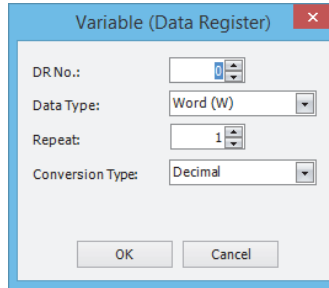 Variable (Data Register)
DR No.: 0
Data Type: Word (W)
Repeat: 1
Conversion Type: Decimal
OK Cancel